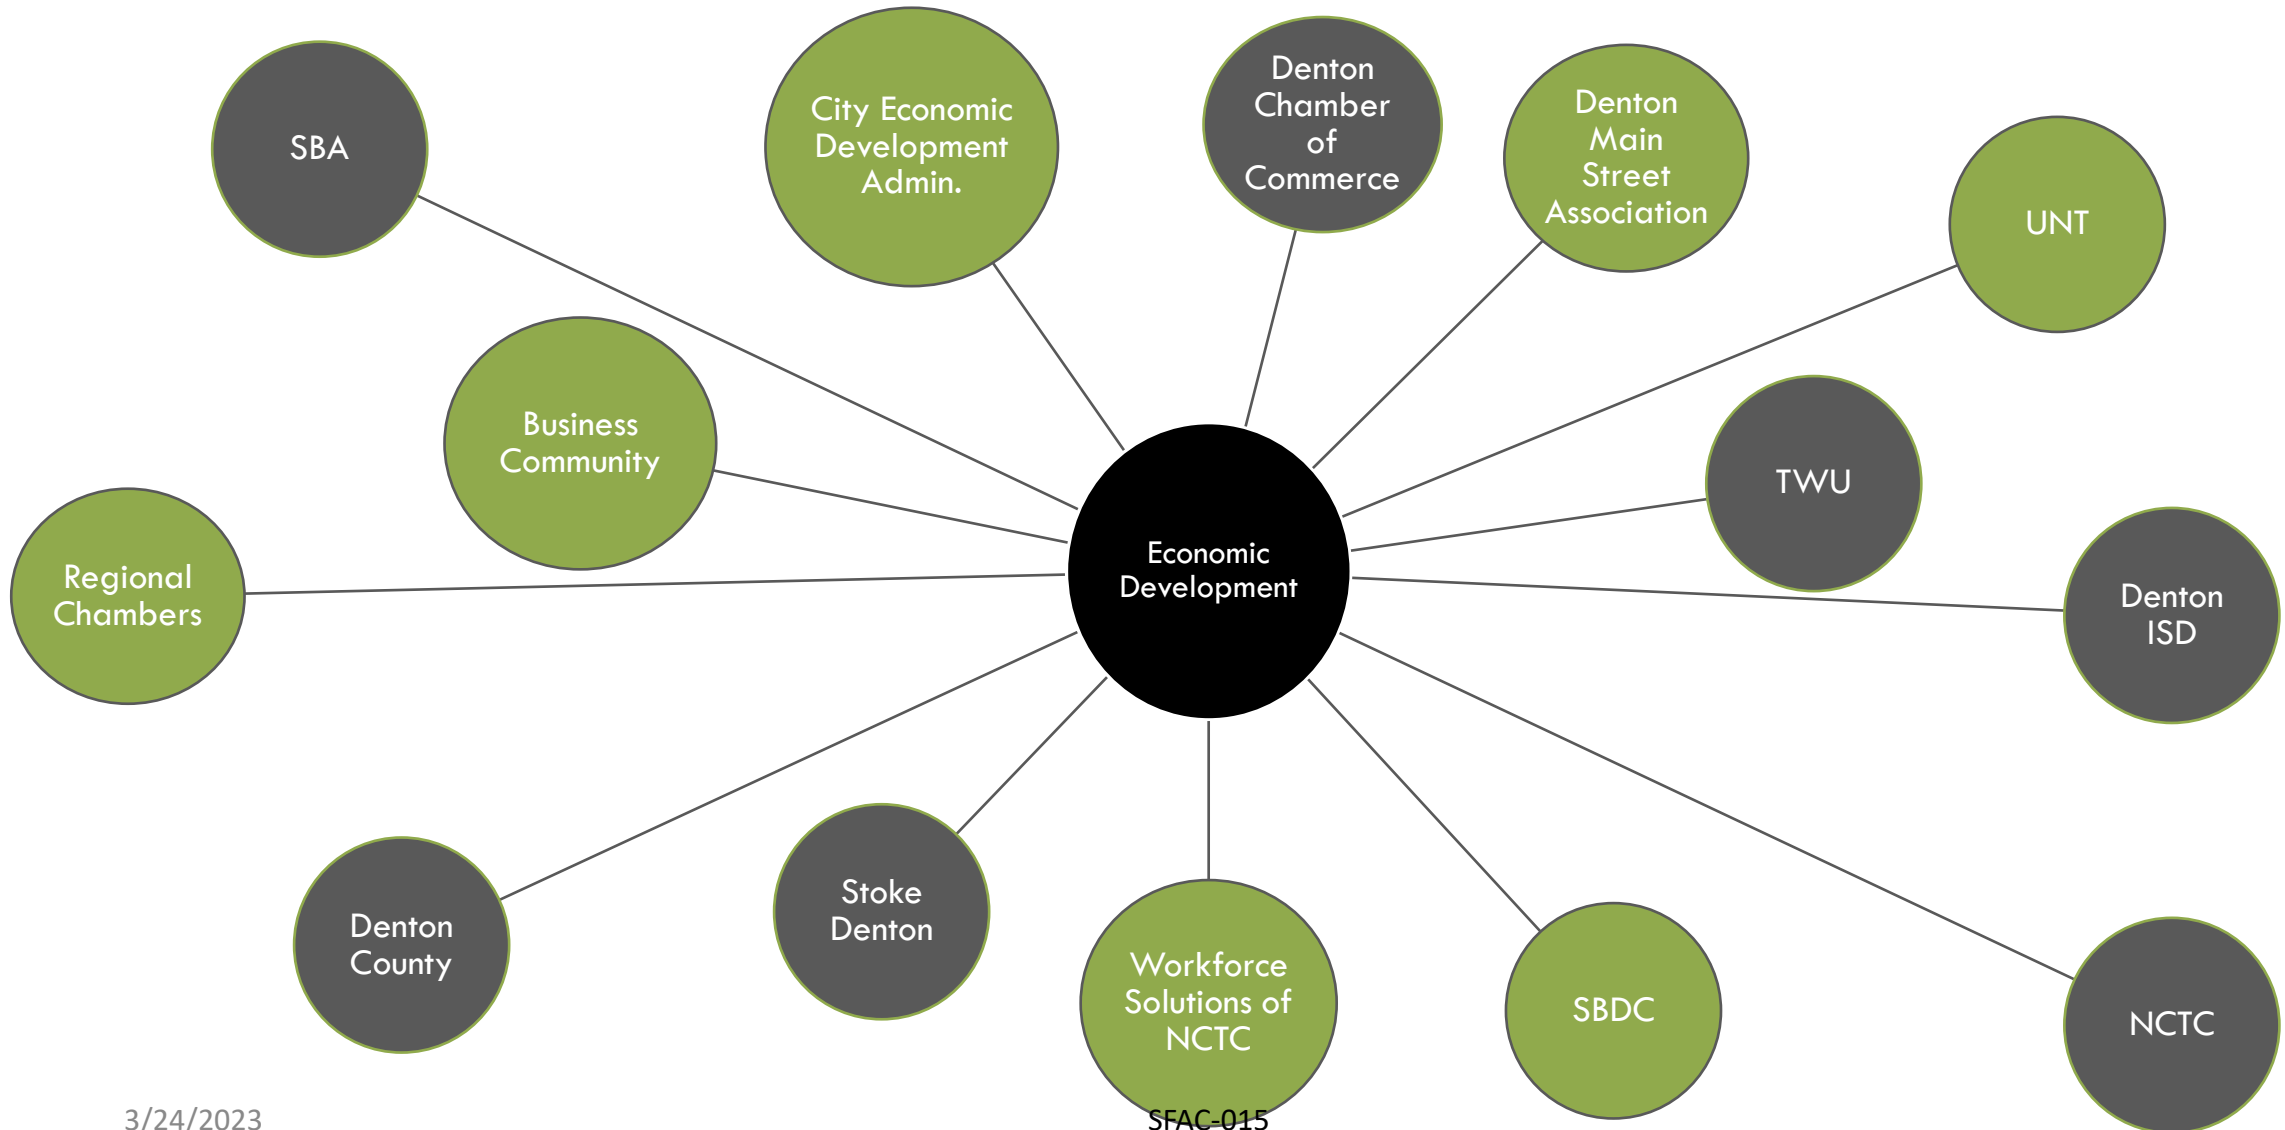 SBA
City Economic
Development
Admin.
Denton
Chamber
of
Commerce
Denton
Main
Street
Association
UNT
Business
Community
TWU
Regional
Chambers
Economic
Development
Denton
ISD
Denton
County
Stoke
Denton
Workforce
Solutions of
NCTC
SBDC
NCTC
3/24/2023
SFAC-015